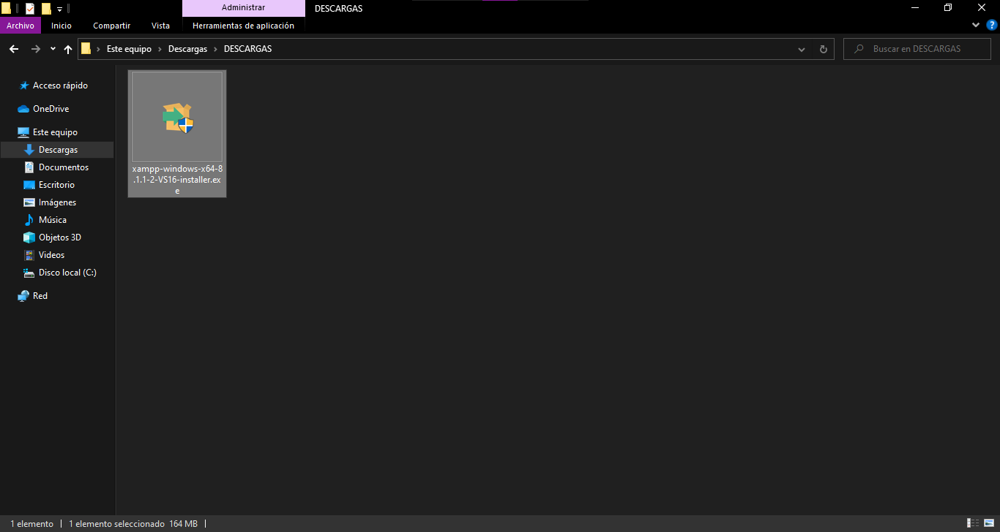 Administrar
DESCARGAS
Archivo
Inicio
Compartir
Vista
Herramientas de aplicación
?
Este equipo
Descargas
DESCARGAS
Buscar en DESCARGAS
Acceso rápido
OneDrive
Este equipo
Descargas
Documentos
Escritorio
Imágenes
Música
Objetos 3D
Videos
Disco local (C:)
Red
xampp-windows-x64-8
.1.1-2-VS16-installer.ex
e
1 elemento
1 elemento seleccionado 164 MB